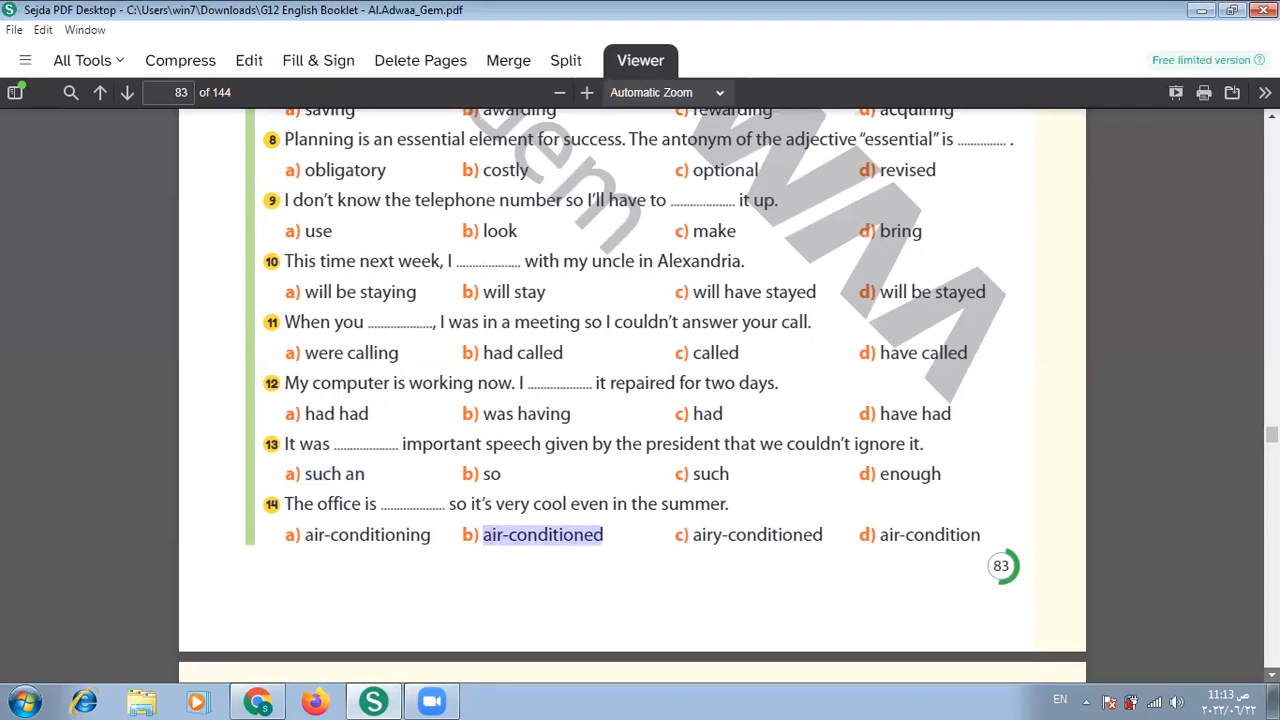 Sejda PDF Desktop - C:\Users\win7\Downloads\G12 English Booklet - Al.Adwaa_Gem.pdf
File Edit Window
All Tools Compress Edit Fill & Sign Delete Pages Merge Split Viewer Free limited version
83 of 144 Automatic Zoom
a) saving b) awarding c) rewarding d) acquiring
8 Planning is an essential element for success. The antonym of the adjective “essential” is .............. .
a) obligatory b) costly c) optional d) revised
9 I don’t know the telephone number so I’ll have to .................... it up.
a) use b) look c) make d) bring
10 This time next week, I .................... with my uncle in Alexandria.
a) will be staying b) will stay c) will have stayed d) will be stayed
11 When you ...................., I was in a meeting so I couldn’t answer your call.
a) were calling b) had called c) called d) have called
12 My computer is working now. I .................... it repaired for two days.
a) had had b) was having c) had d) have had
13 It was .................... important speech given by the president that we couldn’t ignore it.
a) such an b) so c) such d) enough
14 The office is .................... so it’s very cool even in the summer.
a) air-conditioning b) air-conditioned c) airy-conditioned d) air-condition
83
Gem
EN
11:13 ص
٢٠٢٢/٠٦/٢٢